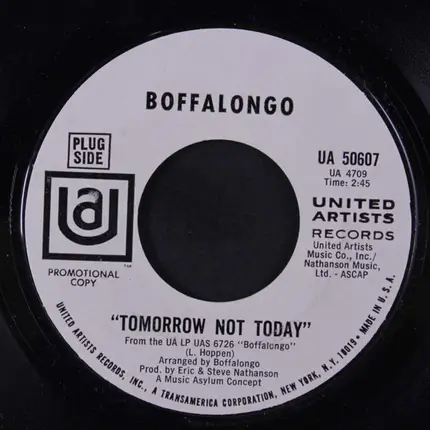 BOFFALONGO
PLUG
SIDE
UA
TM
PROMOTIONAL
COPY
UA 50607
UA 4709
Time: 2:45
UNITED
ARTISTS
RECORDS
United Artists
Music Co., Inc./
Nathanson Music,
Ltd. - ASCAP
"TOMORROW NOT TODAY"
From the UA LP UAS 6726 "Boffalongo"
(L. Hoppen)
Arranged by Boffalongo
Prod. by Eric & Steve Nathanson
A Music Asylum Concept
UNITED ARTISTS RECORDS, INC., A TRANSAMERICA CORPORATION, NEW YORK, N.Y. 10019 • MADE IN U.S.A.